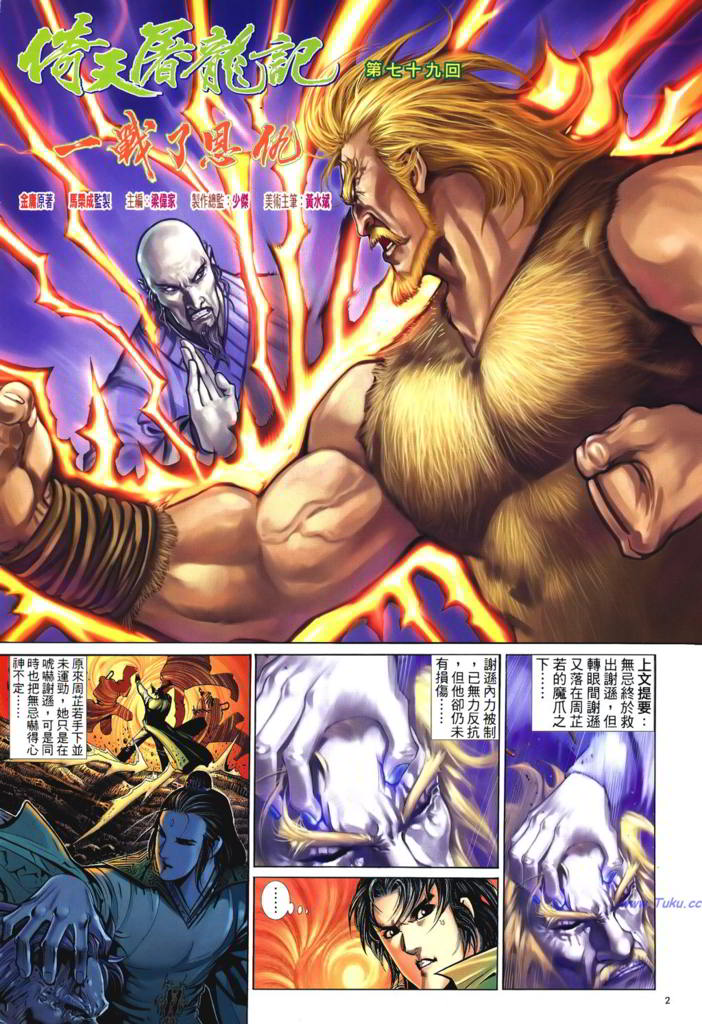 倚天屠龍記
第七十九回
一戰了恩仇
金庸原著 馬榮成監製 主編：梁偉家 製作總監：少傑 美術主筆：黃水斌
上文提要：
無忌終於救
出謝遜，但
轉眼間謝遜
又落在周芷
若的魔爪之
下……
謝遜內力被制
，已無力反抗
，但他卻仍未
有損傷……
原來周芷若手下並
未運勁，她只是在
唬嚇謝遜，可是同
時也把無忌嚇得心
神不定……
……
www.Tuku.cc
2